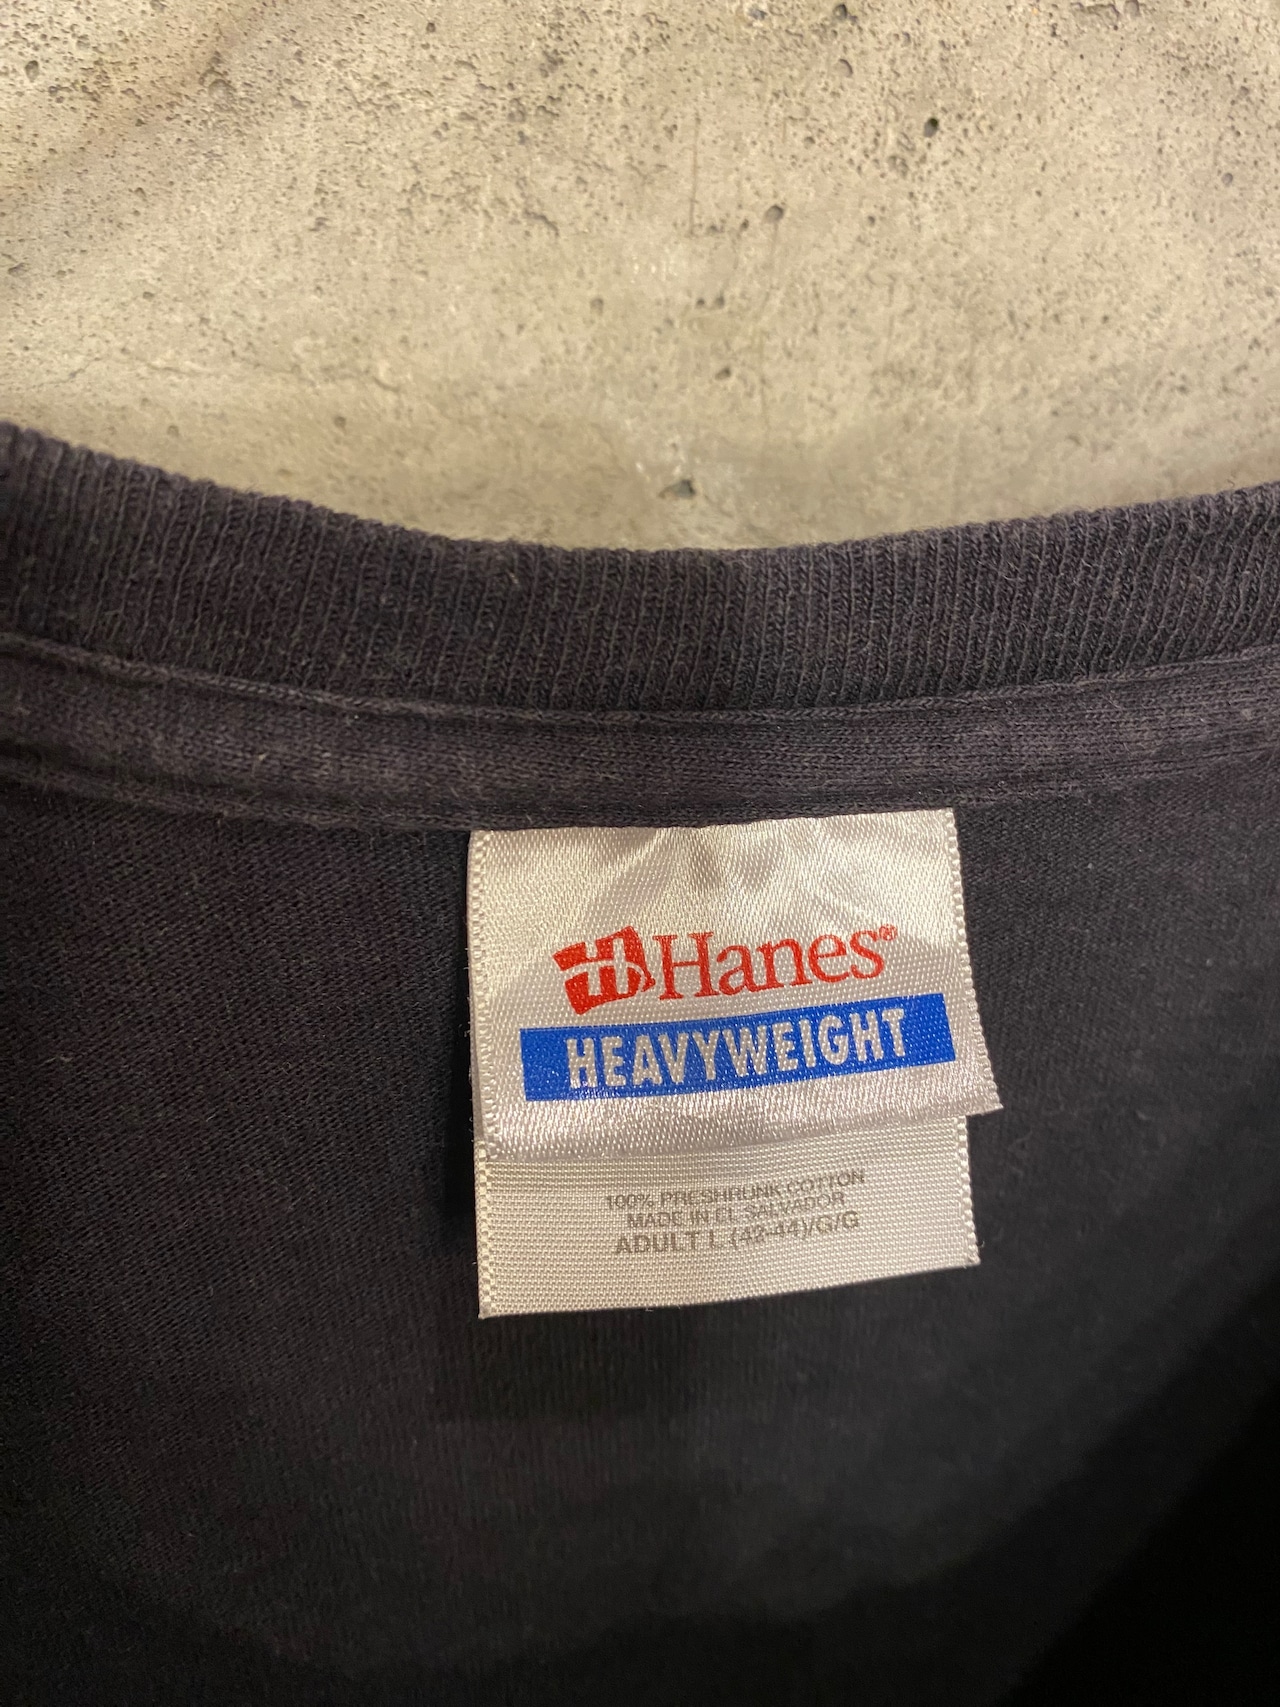 Hanes®
HEAVYWEIGHT
100% PRESHRUNK COTTON
MADE IN EL SALVADOR
ADULT L (42-44)/G/G